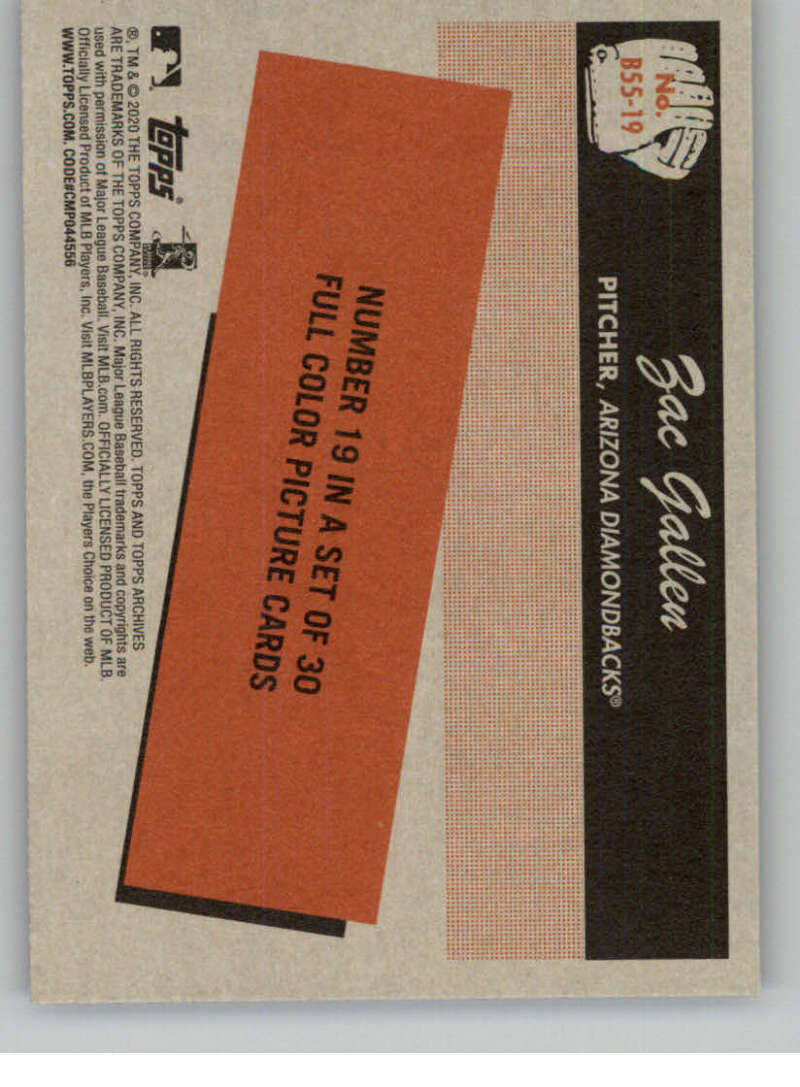 No.
B55-19
Zac Gallen
PITCHER, ARIZONA DIAMONDBACKS®
NUMBER 19 IN A SET OF 30
FULL COLOR PICTURE CARDS
topps®
®, TM & © 2020 THE TOPPS COMPANY, INC. ALL RIGHTS RESERVED. TOPPS AND TOPPS ARCHIVES
ARE TRADEMARKS OF THE TOPPS COMPANY, INC. Major League Baseball trademarks and copyrights are
used with permission of Major League Baseball. Visit MLB.com. OFFICIALLY LICENSED PRODUCT OF MLB
Officially Licensed Product of MLB Players, Inc. Visit MLBPLAYERS.COM, the Players Choice on the web.
WWW.TOPPS.COM. CODE#CMP044556